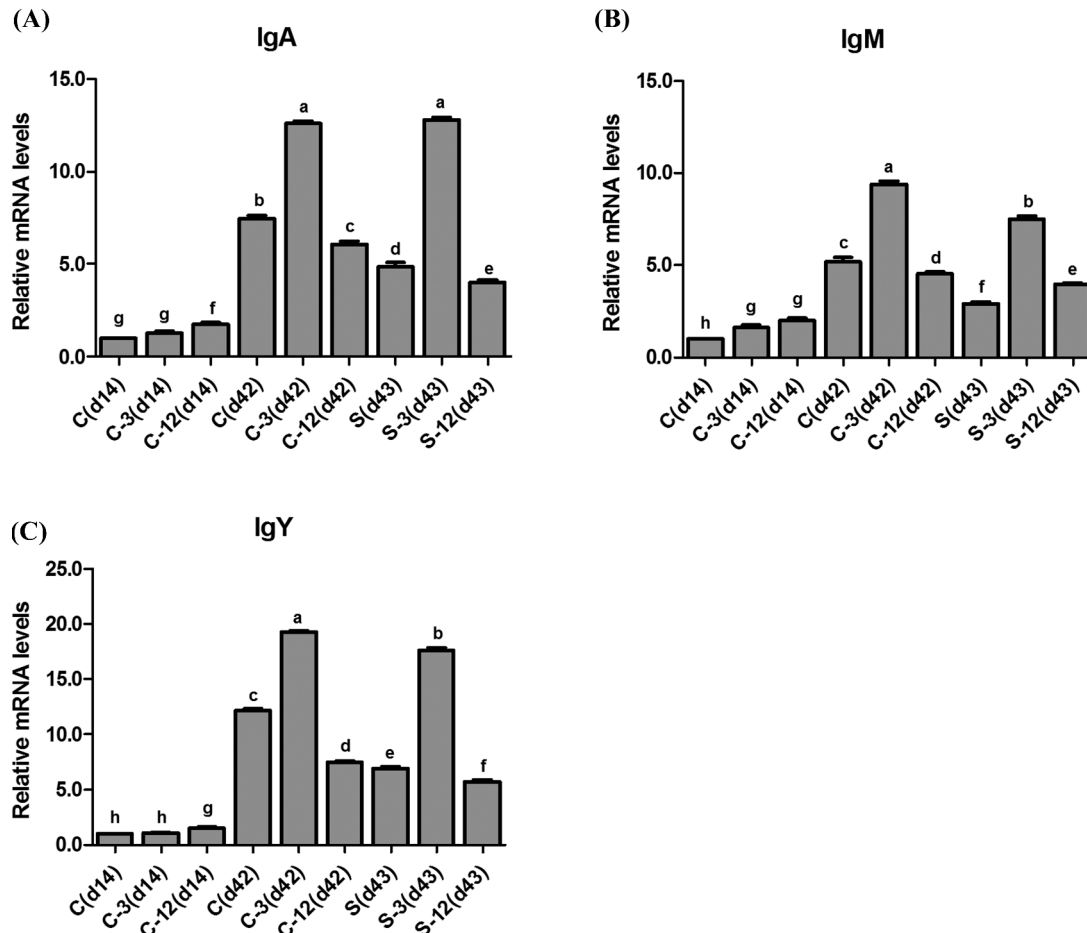 (A)
IgA
Relative mRNA levels
15.0
10.0
5.0
0.0
g
g
f
b
a
c
d
a
e
C(d14)
C-3(d14)
C-12(d14)
C(d42)
C-3(d42)
C-12(d42)
S(d43)
S-3(d43)
S-12(d43)
(B)
IgM
Relative mRNA levels
15.0
10.0
5.0
0.0
h
g
g
c
a
d
f
b
e
C(d14)
C-3(d14)
C-12(d14)
C(d42)
C-3(d42)
C-12(d42)
S(d43)
S-3(d43)
S-12(d43)
(C)
IgY
Relative mRNA levels
25.0
20.0
15.0
10.0
5.0
0.0
h
h
g
c
a
d
e
b
f
C(d14)
C-3(d14)
C-12(d14)
C(d42)
C-3(d42)
C-12(d42)
S(d43)
S-3(d43)
S-12(d43)